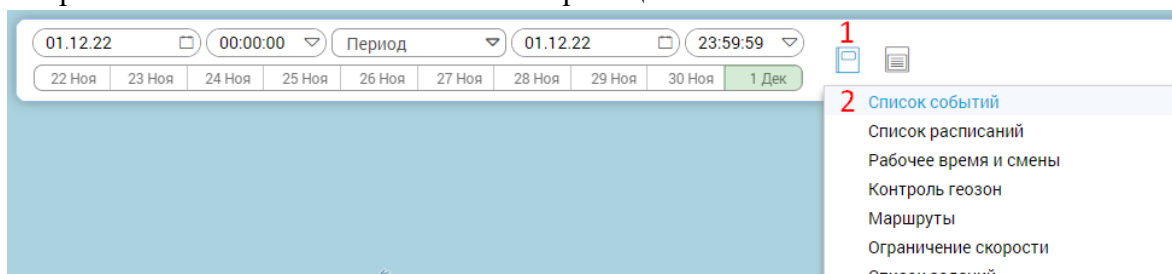 01.12.22 00:00:00 Период 01.12.22 23:59:59 1
22 Ноя 23 Ноя 24 Ноя 25 Ноя 26 Ноя 27 Ноя 28 Ноя 29 Ноя 30 Ноя 1 Дек
2 Список событий
Список расписаний
Рабочее время и смены
Контроль геозон
Маршруты
Ограничение скорости